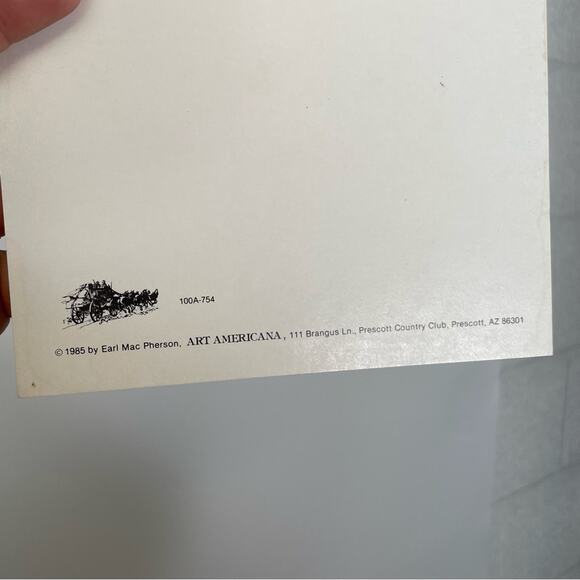 100A-754
© 1985 by Earl Mac Pherson, ART AMERICANA, 111 Brangus Ln., Prescott Country Club, Prescott, AZ 86301